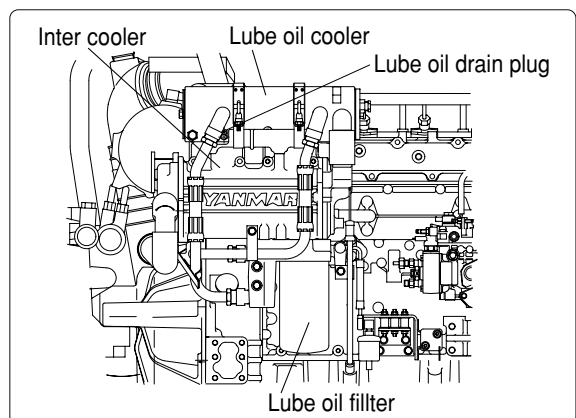 Inter cooler
Lube oil cooler
Lube oil drain plug
YANMAR
Lube oil fillter